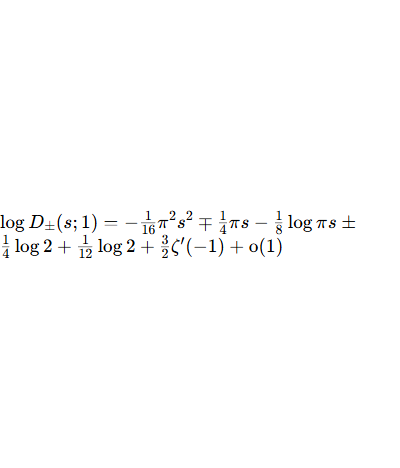 log D±(s; 1) = −1/16 π²s² ∓ 1/4 πs − 1/8 log πs ±
1/4 log 2 + 1/12 log 2 + 3/2 ζ′(−1) + o(1)